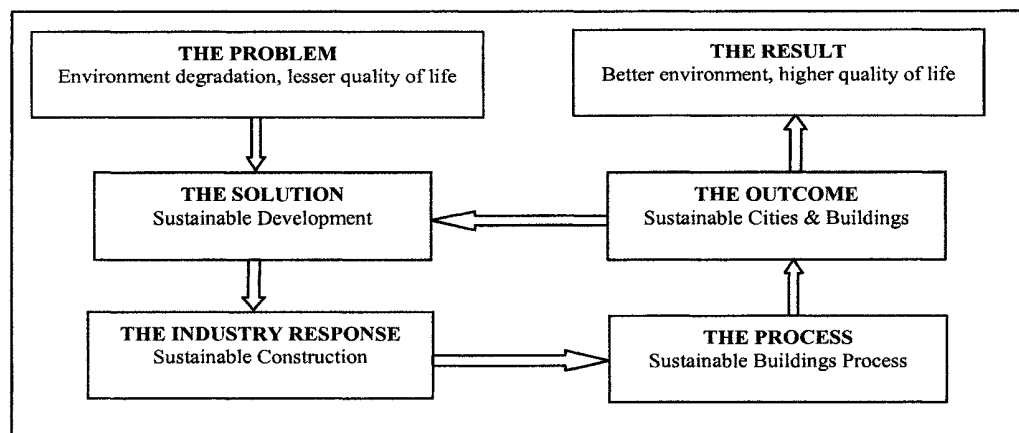 THE PROBLEM
Environment degradation, lesser quality of life
THE RESULT
Better environment, higher quality of life
THE SOLUTION
Sustainable Development
THE OUTCOME
Sustainable Cities & Buildings
THE INDUSTRY RESPONSE
Sustainable Construction
THE PROCESS
Sustainable Buildings Process